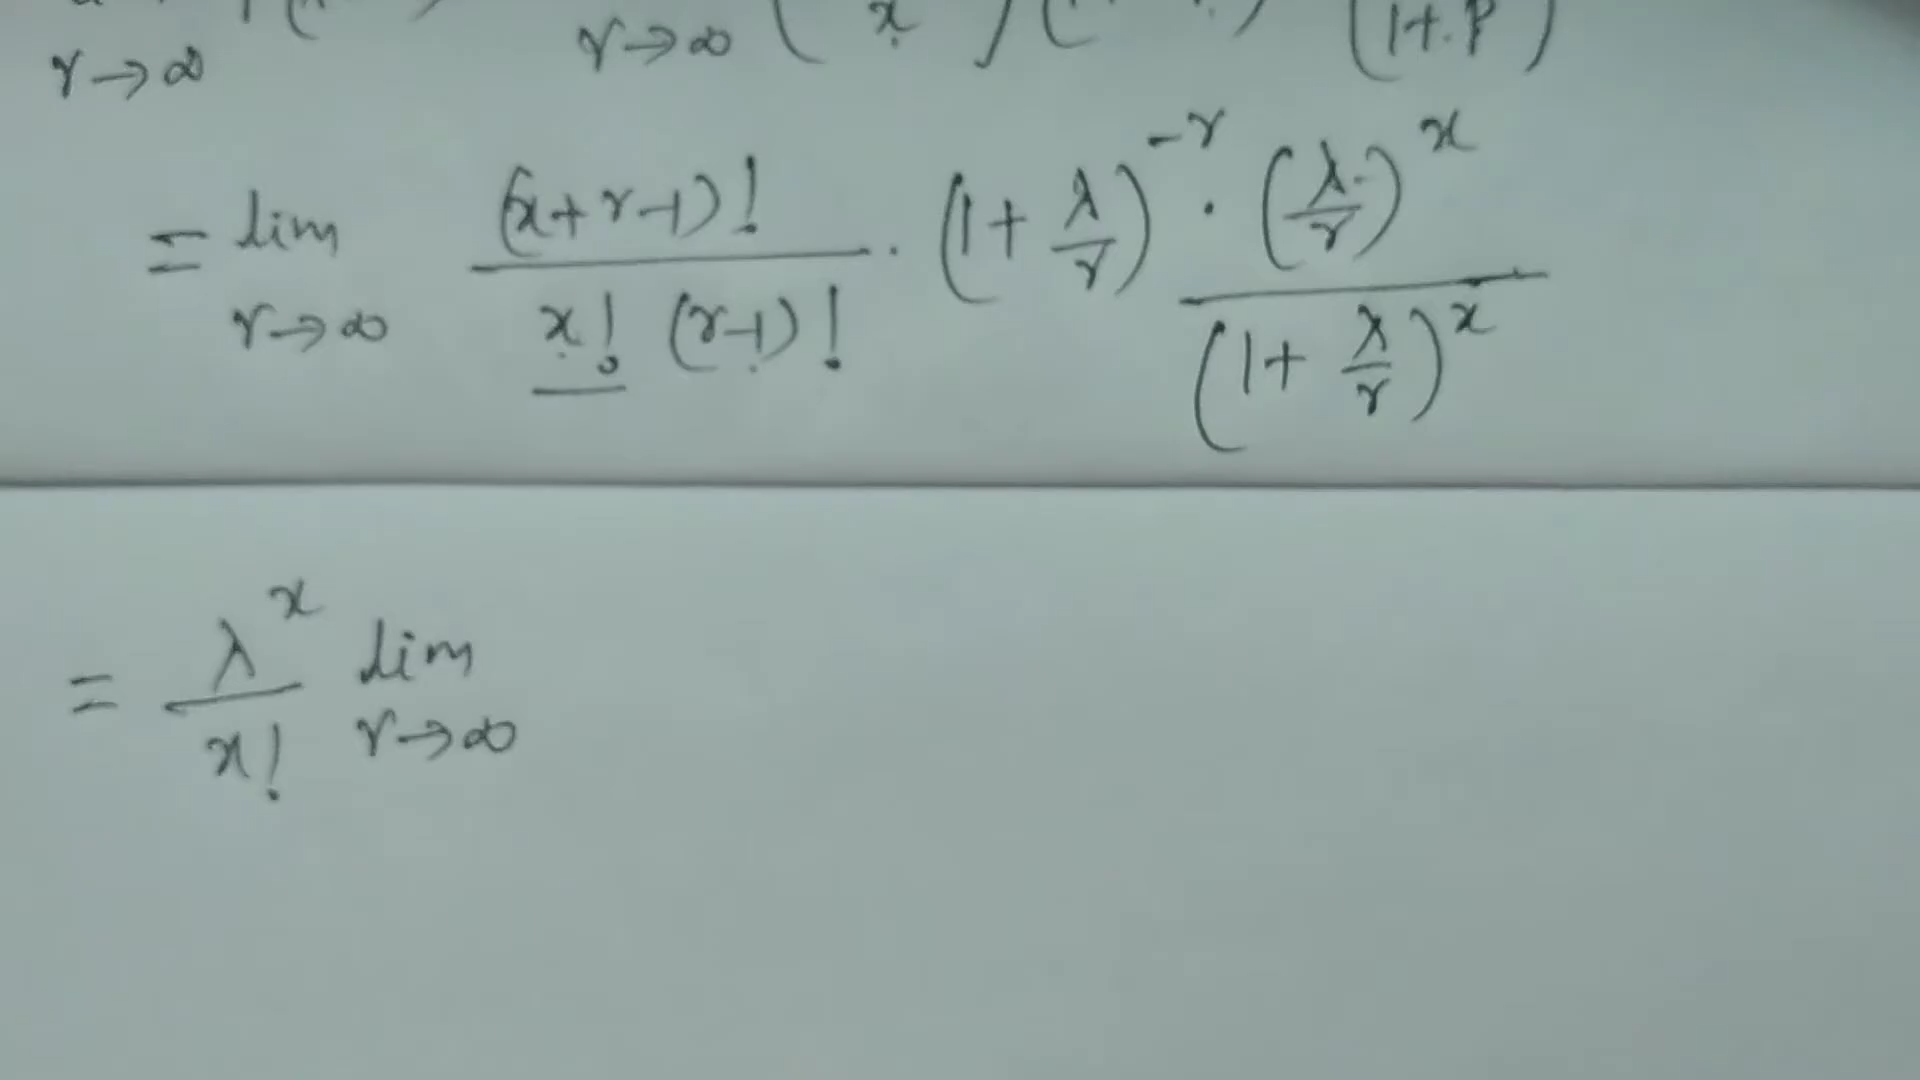 r→∞ r→∞ ( x ) ( 1+P )
= lim r→∞ (x+r-1)! / x! (r-1)! · (1+ λ/r)^-r · (λ/r)^x / (1+ λ/r)^x
= λ^x / x! lim r→∞